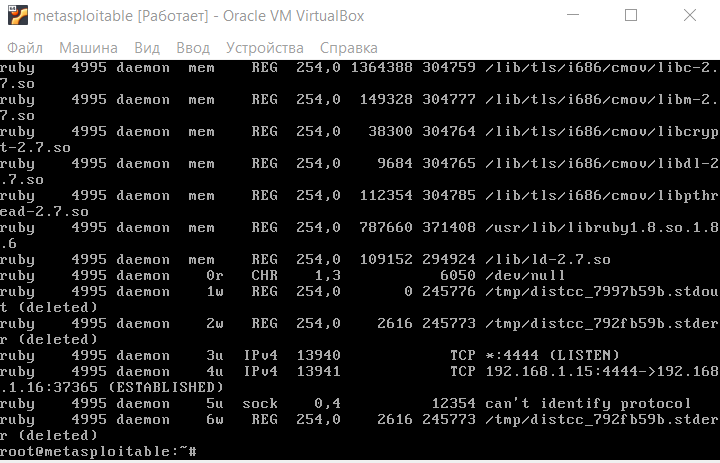 metasploitable [Работает] - Oracle VM VirtualBox
Файл Машина Вид Ввод Устройства Справка
ruby 4995 daemon mem REG 254,0 1364388 304759 /lib/tls/i686/cmov/libc-2.
7.so
ruby 4995 daemon mem REG 254,0 149328 304777 /lib/tls/i686/cmov/libm-2.
7.so
ruby 4995 daemon mem REG 254,0 38300 304764 /lib/tls/i686/cmov/libcryp
t-2.7.so
ruby 4995 daemon mem REG 254,0 9684 304765 /lib/tls/i686/cmov/libdl-2
.7.so
ruby 4995 daemon mem REG 254,0 112354 304785 /lib/tls/i686/cmov/libpthr
ead-2.7.so
ruby 4995 daemon mem REG 254,0 787660 371408 /usr/lib/libruby1.8.so.1.8
.6
ruby 4995 daemon mem REG 254,0 109152 294924 /lib/ld-2.7.so
ruby 4995 daemon 0r CHR 1,3 6050 /dev/null
ruby 4995 daemon 1w REG 254,0 0 245776 /tmp/distcc_7997b59b.stdou
t (deleted)
ruby 4995 daemon 2w REG 254,0 2616 245773 /tmp/distcc_792fb59b.stder
r (deleted)
ruby 4995 daemon 3u IPv4 13940 TCP *:4444 (LISTEN)
ruby 4995 daemon 4u IPv4 13941 TCP 192.168.1.15:4444->192.168
.1.16:37365 (ESTABLISHED)
ruby 4995 daemon 5u sock 0,4 12354 can't identify protocol
ruby 4995 daemon 6w REG 254,0 2616 245773 /tmp/distcc_792fb59b.stder
r (deleted)
root@metasploitable:~#